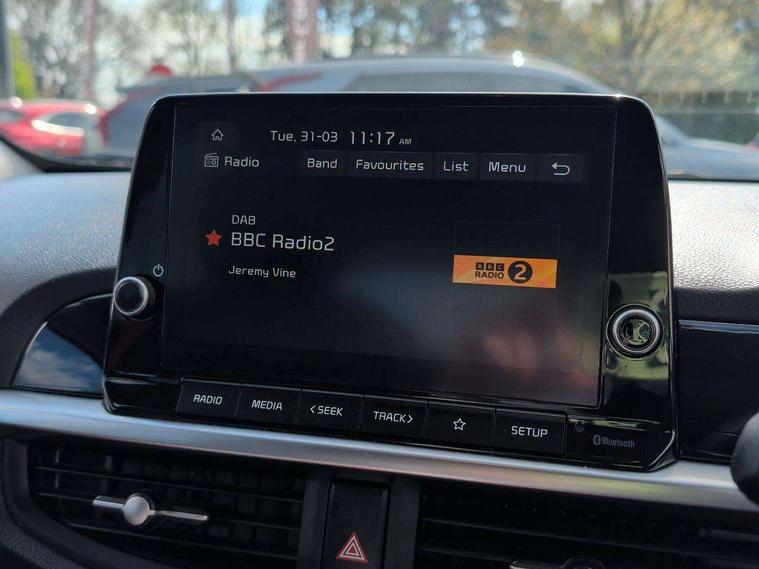 Tue, 31-03 11:17 AM
Radio Band Favourites List Menu
DAB
BBC Radio2
Jeremy Vine
BBC
RADIO 2
RADIO MEDIA <SEEK TRACK> SETUP
Bluetooth